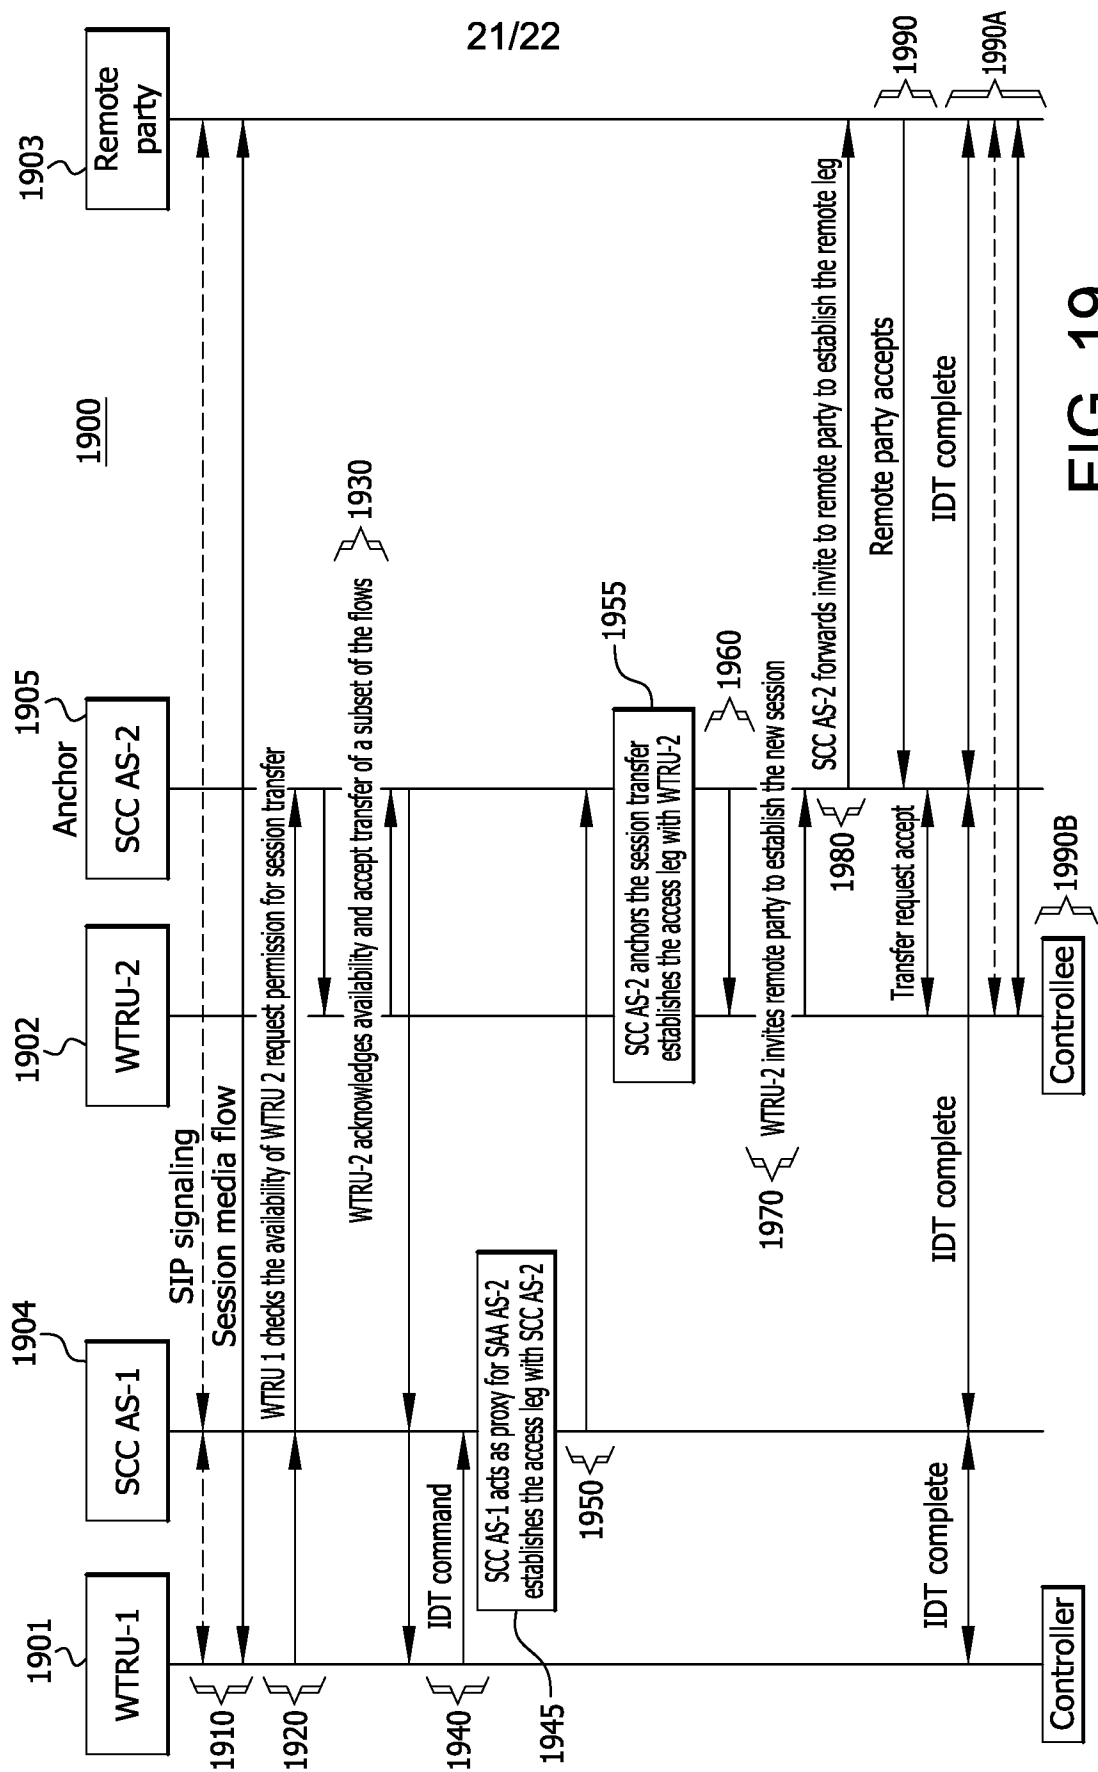 21/22
1900
1901
WTRU-1
1904
SCC AS-1
1902
WTRU-2
1905
Anchor
SCC AS-2
1903
Remote
party
SIP signaling
1910
Session media flow
WTRU 1 checks the availability of WTRU 2 request permission for session transfer
1920
WTRU-2 acknowledges availability and accept transfer of a subset of the flows
1930
IDT command
1940
SCC AS-1 acts as proxy for SAA AS-2
establishes the access leg with SCC AS-2
1945
1950
SCC AS-2 anchors the session transfer
establishes the access leg with WTRU-2
1955
1960
1970
WTRU-2 invites remote party to establish the new session
1980
SCC AS-2 forwards invite to remote party to establish the remote leg
Remote party accepts
1990
Transfer request accept
IDT complete
IDT complete
IDT complete
1990A
Controller
Controllee
1990B
FIG. 19